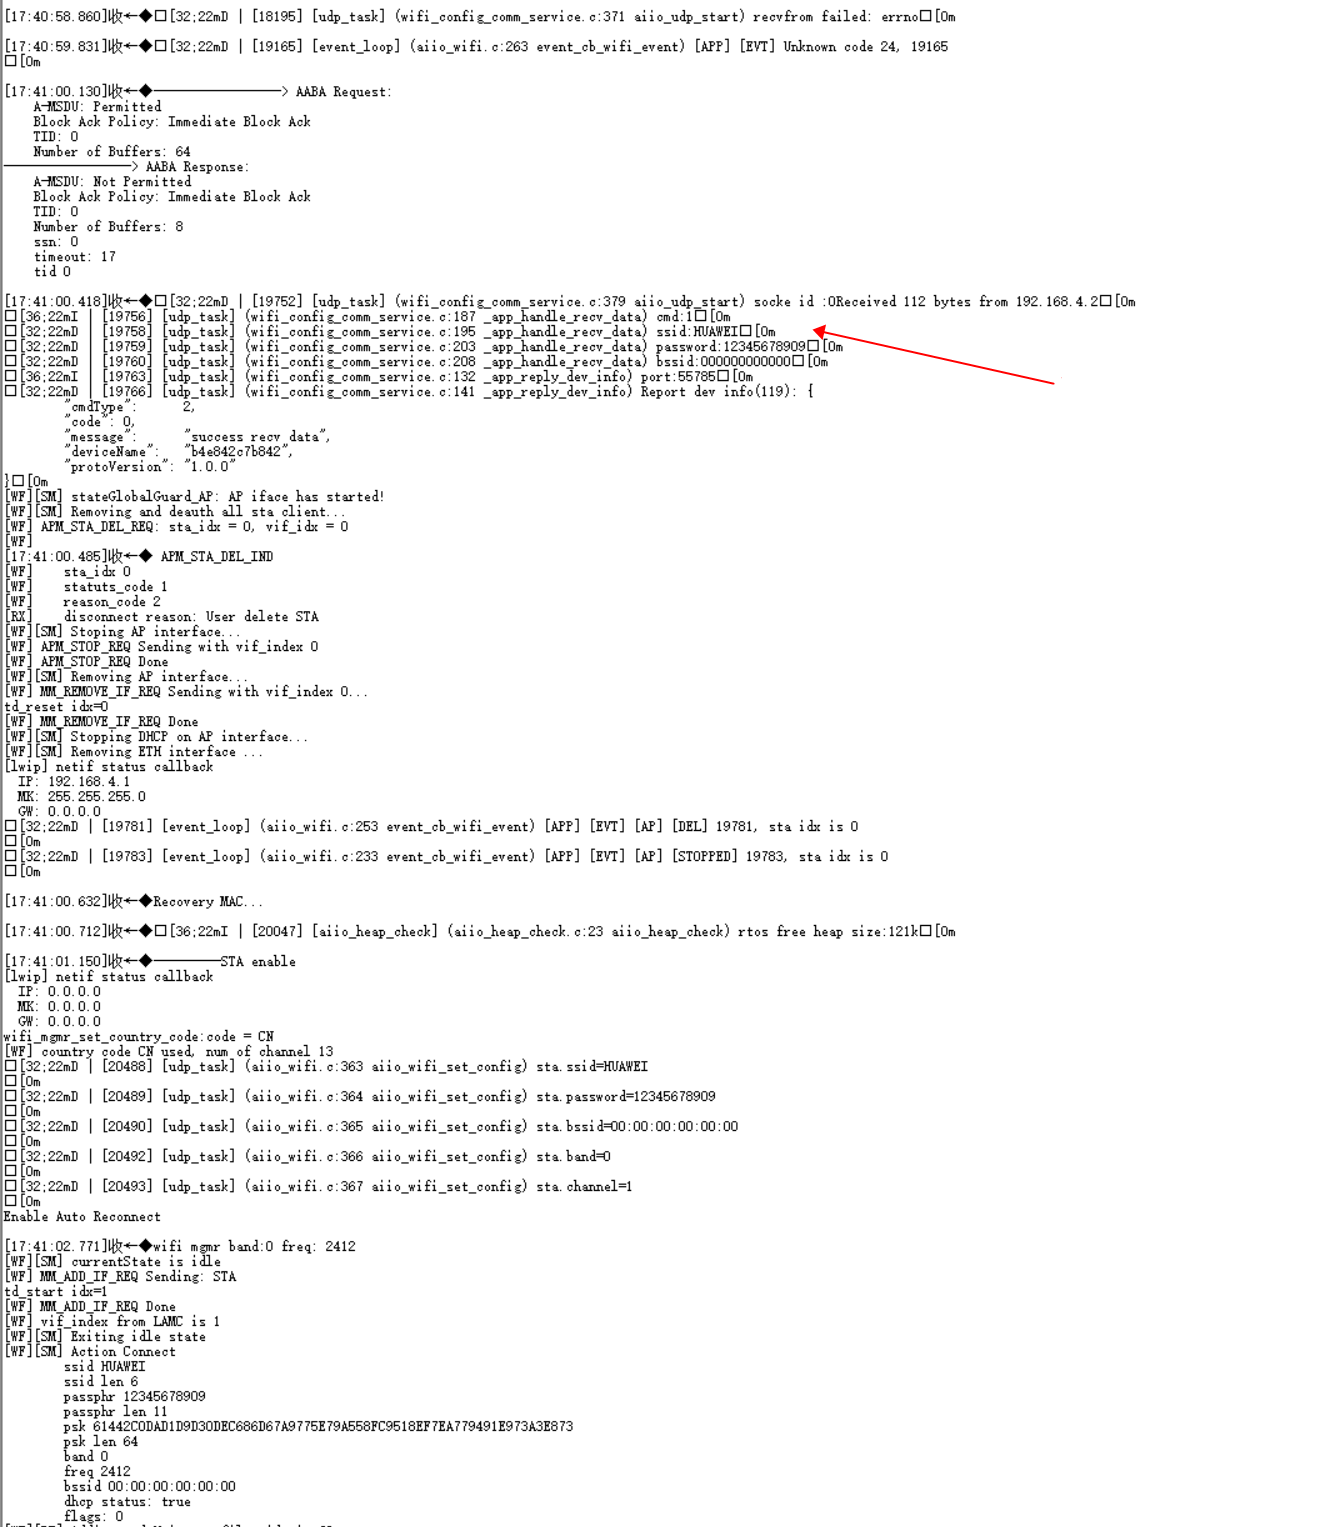 [17:40:58.860]收←◆□[32;22mD | [18195] [udp_task] (wifi_config_comm_service.c:371 aiio_udp_start) recvfrom failed: errno□[0m
[17:40:59.831]收←◆□[32;22mD | [19165] [event_loop] (aiio_wifi.c:263 event_cb_wifi_event) [APP] [EVT] Unknown code 24, 19165
□[0m
[17:41:00.130]收←◆—————————> AABA Request:
A-MSDU: Permitted
Block Ack Policy: Immediate Block Ack
TID: 0
Number of Buffers: 64
—————————> AABA Response:
A-MSDU: Not Permitted
Block Ack Policy: Immediate Block Ack
TID: 0
Number of Buffers: 8
ssn: 0
timeout: 17
tid 0
[17:41:00.418]收←◆□[32;22mD | [19752] [udp_task] (wifi_config_comm_service.c:379 aiio_udp_start) socke id :0Received 112 bytes from 192.168.4.2□[0m
□[36;22mI | [19756] [udp_task] (wifi_config_comm_service.c:187 _app_handle_recv_data) cmd:1□[0m
□[32;22mD | [19758] [udp_task] (wifi_config_comm_service.c:195 _app_handle_recv_data) ssid:HUAWEI□[0m
□[32;22mD | [19759] [udp_task] (wifi_config_comm_service.c:203 _app_handle_recv_data) password:12345678909□[0m
□[32;22mD | [19760] [udp_task] (wifi_config_comm_service.c:208 _app_handle_recv_data) bssid:000000000000□[0m
□[36;22mI | [19763] [udp_task] (wifi_config_comm_service.c:132 _app_reply_dev_info) port:55785□[0m
□[32;22mD | [19766] [udp_task] (wifi_config_comm_service.c:141 _app_reply_dev_info) Report dev info(119): {
"cmdType": 2,
"code": 0,
"message": "success recv data",
"deviceName": "b4e842c7b842",
"protoVersion": "1.0.0"
}□[0m
[WF][SM] stateGlobalGuard_AP: AP iface has started!
[WF][SM] Removing and deauth all sta client...
[WF] APM_STA_DEL_REQ: sta_idx = 0, vif_idx = 0
[WF]
[17:41:00.485]收←◆ APM_STA_DEL_IND
[WF] sta_idx 0
[WF] statuts_code 1
[WF] reason_code 2
[RX] disconnect reason: User delete STA
[WF][SM] Stoping AP interface...
[WF] APM_STOP_REQ Sending with vif_index 0
[WF] APM_STOP_REQ Done
[WF][SM] Removing AP interface...
[WF] MM_REMOVE_IF_REQ Sending with vif_index 0...
td_reset idx=0
[WF] MM_REMOVE_IF_REQ Done
[WF][SM] Stopping DHCP on AP interface...
[WF][SM] Removing ETH interface ...
[lwip] netif status callback
IP: 192.168.4.1
MK: 255.255.255.0
GW: 0.0.0.0
□[32;22mD | [19781] [event_loop] (aiio_wifi.c:253 event_cb_wifi_event) [APP] [EVT] [AP] [DEL] 19781, sta idx is 0
□[0m
□[32;22mD | [19783] [event_loop] (aiio_wifi.c:233 event_cb_wifi_event) [APP] [EVT] [AP] [STOPPED] 19783, sta idx is 0
□[0m
[17:41:00.632]收←◆Recovery MAC...
[17:41:00.712]收←◆□[36;22mI | [20047] [aiio_heap_check] (aiio_heap_check.c:23 aiio_heap_check) rtos free heap size:121k□[0m
[17:41:01.150]收←◆—————STA enable
[lwip] netif status callback
IP: 0.0.0.0
MK: 0.0.0.0
GW: 0.0.0.0
wifi_mgmr_set_country_code:code = CN
[WF] country code CN used, num of channel 13
□[32;22mD | [20488] [udp_task] (aiio_wifi.c:363 aiio_wifi_set_config) sta.ssid=HUAWEI
□[0m
□[32;22mD | [20489] [udp_task] (aiio_wifi.c:364 aiio_wifi_set_config) sta.password=12345678909
□[0m
□[32;22mD | [20490] [udp_task] (aiio_wifi.c:365 aiio_wifi_set_config) sta.bssid=00:00:00:00:00:00
□[0m
□[32;22mD | [20492] [udp_task] (aiio_wifi.c:366 aiio_wifi_set_config) sta.band=0
□[0m
□[32;22mD | [20493] [udp_task] (aiio_wifi.c:367 aiio_wifi_set_config) sta.channel=1
□[0m
Enable Auto Reconnect
[17:41:02.771]收←◆wifi mgmr band:0 freq: 2412
[WF][SM] currentState is idle
[WF] MM_ADD_IF_REQ Sending: STA
td_start idx=1
[WF] MM_ADD_IF_REQ Done
[WF] vif_index from LAMC is 1
[WF][SM] Exiting idle state
[WF][SM] Action Connect
ssid HUAWEI
ssid len 6
passphr 12345678909
passphr len 11
psk 61442C0DAD1D9D30DEC686D67A9775E79A558FC9518EF7EA779491E973A3E873
psk len 64
band 0
freq 2412
bssid 00:00:00:00:00:00
dhcp status: true
flags: 0